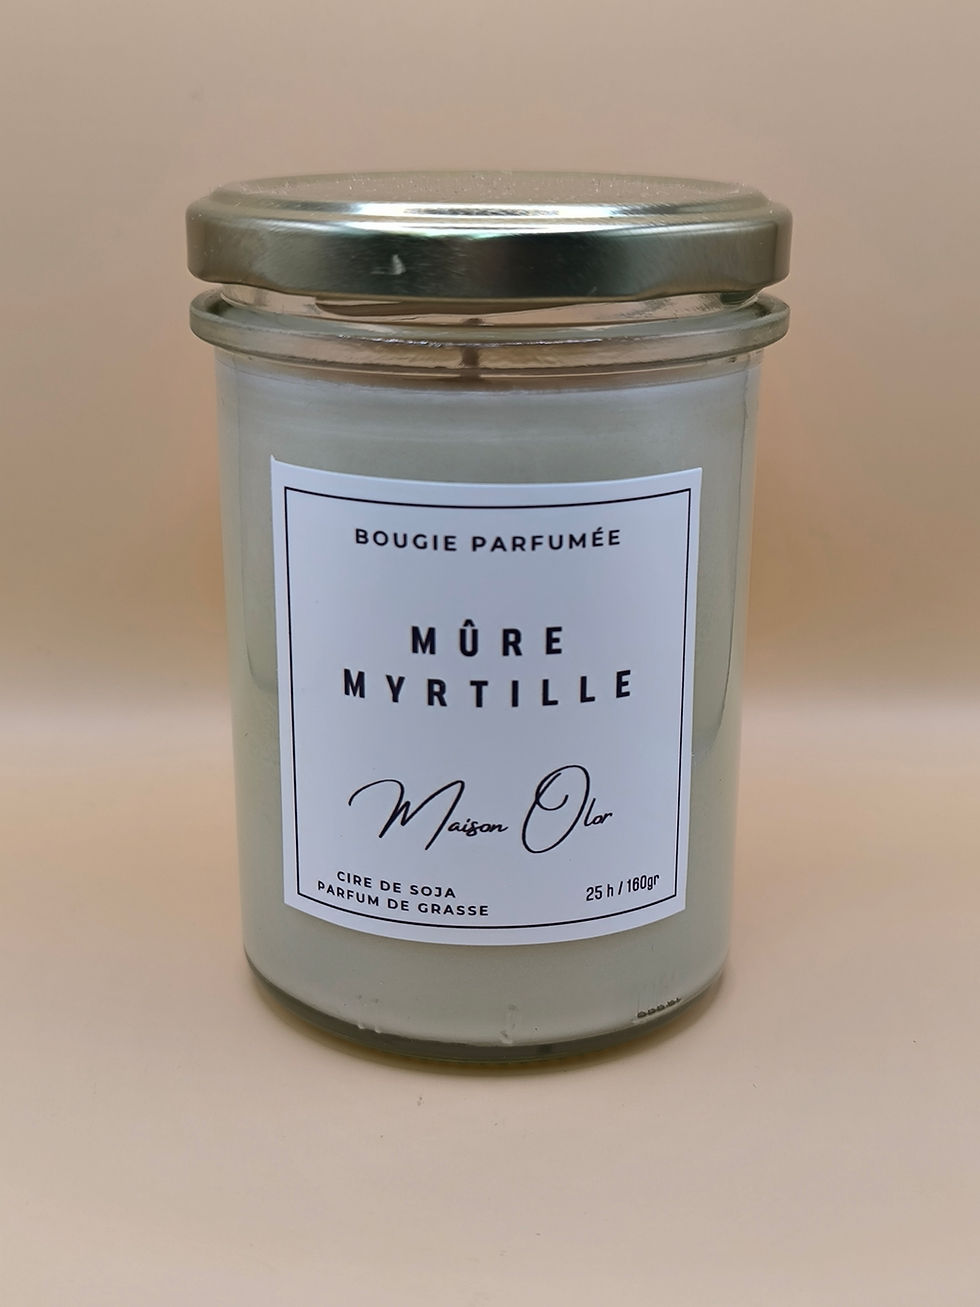 BOUGIE PARFUMÉE
MÛRE
MYRTILLE
Maison Olor
CIRE DE SOJA
PARFUM DE GRASSE
25 h / 160gr